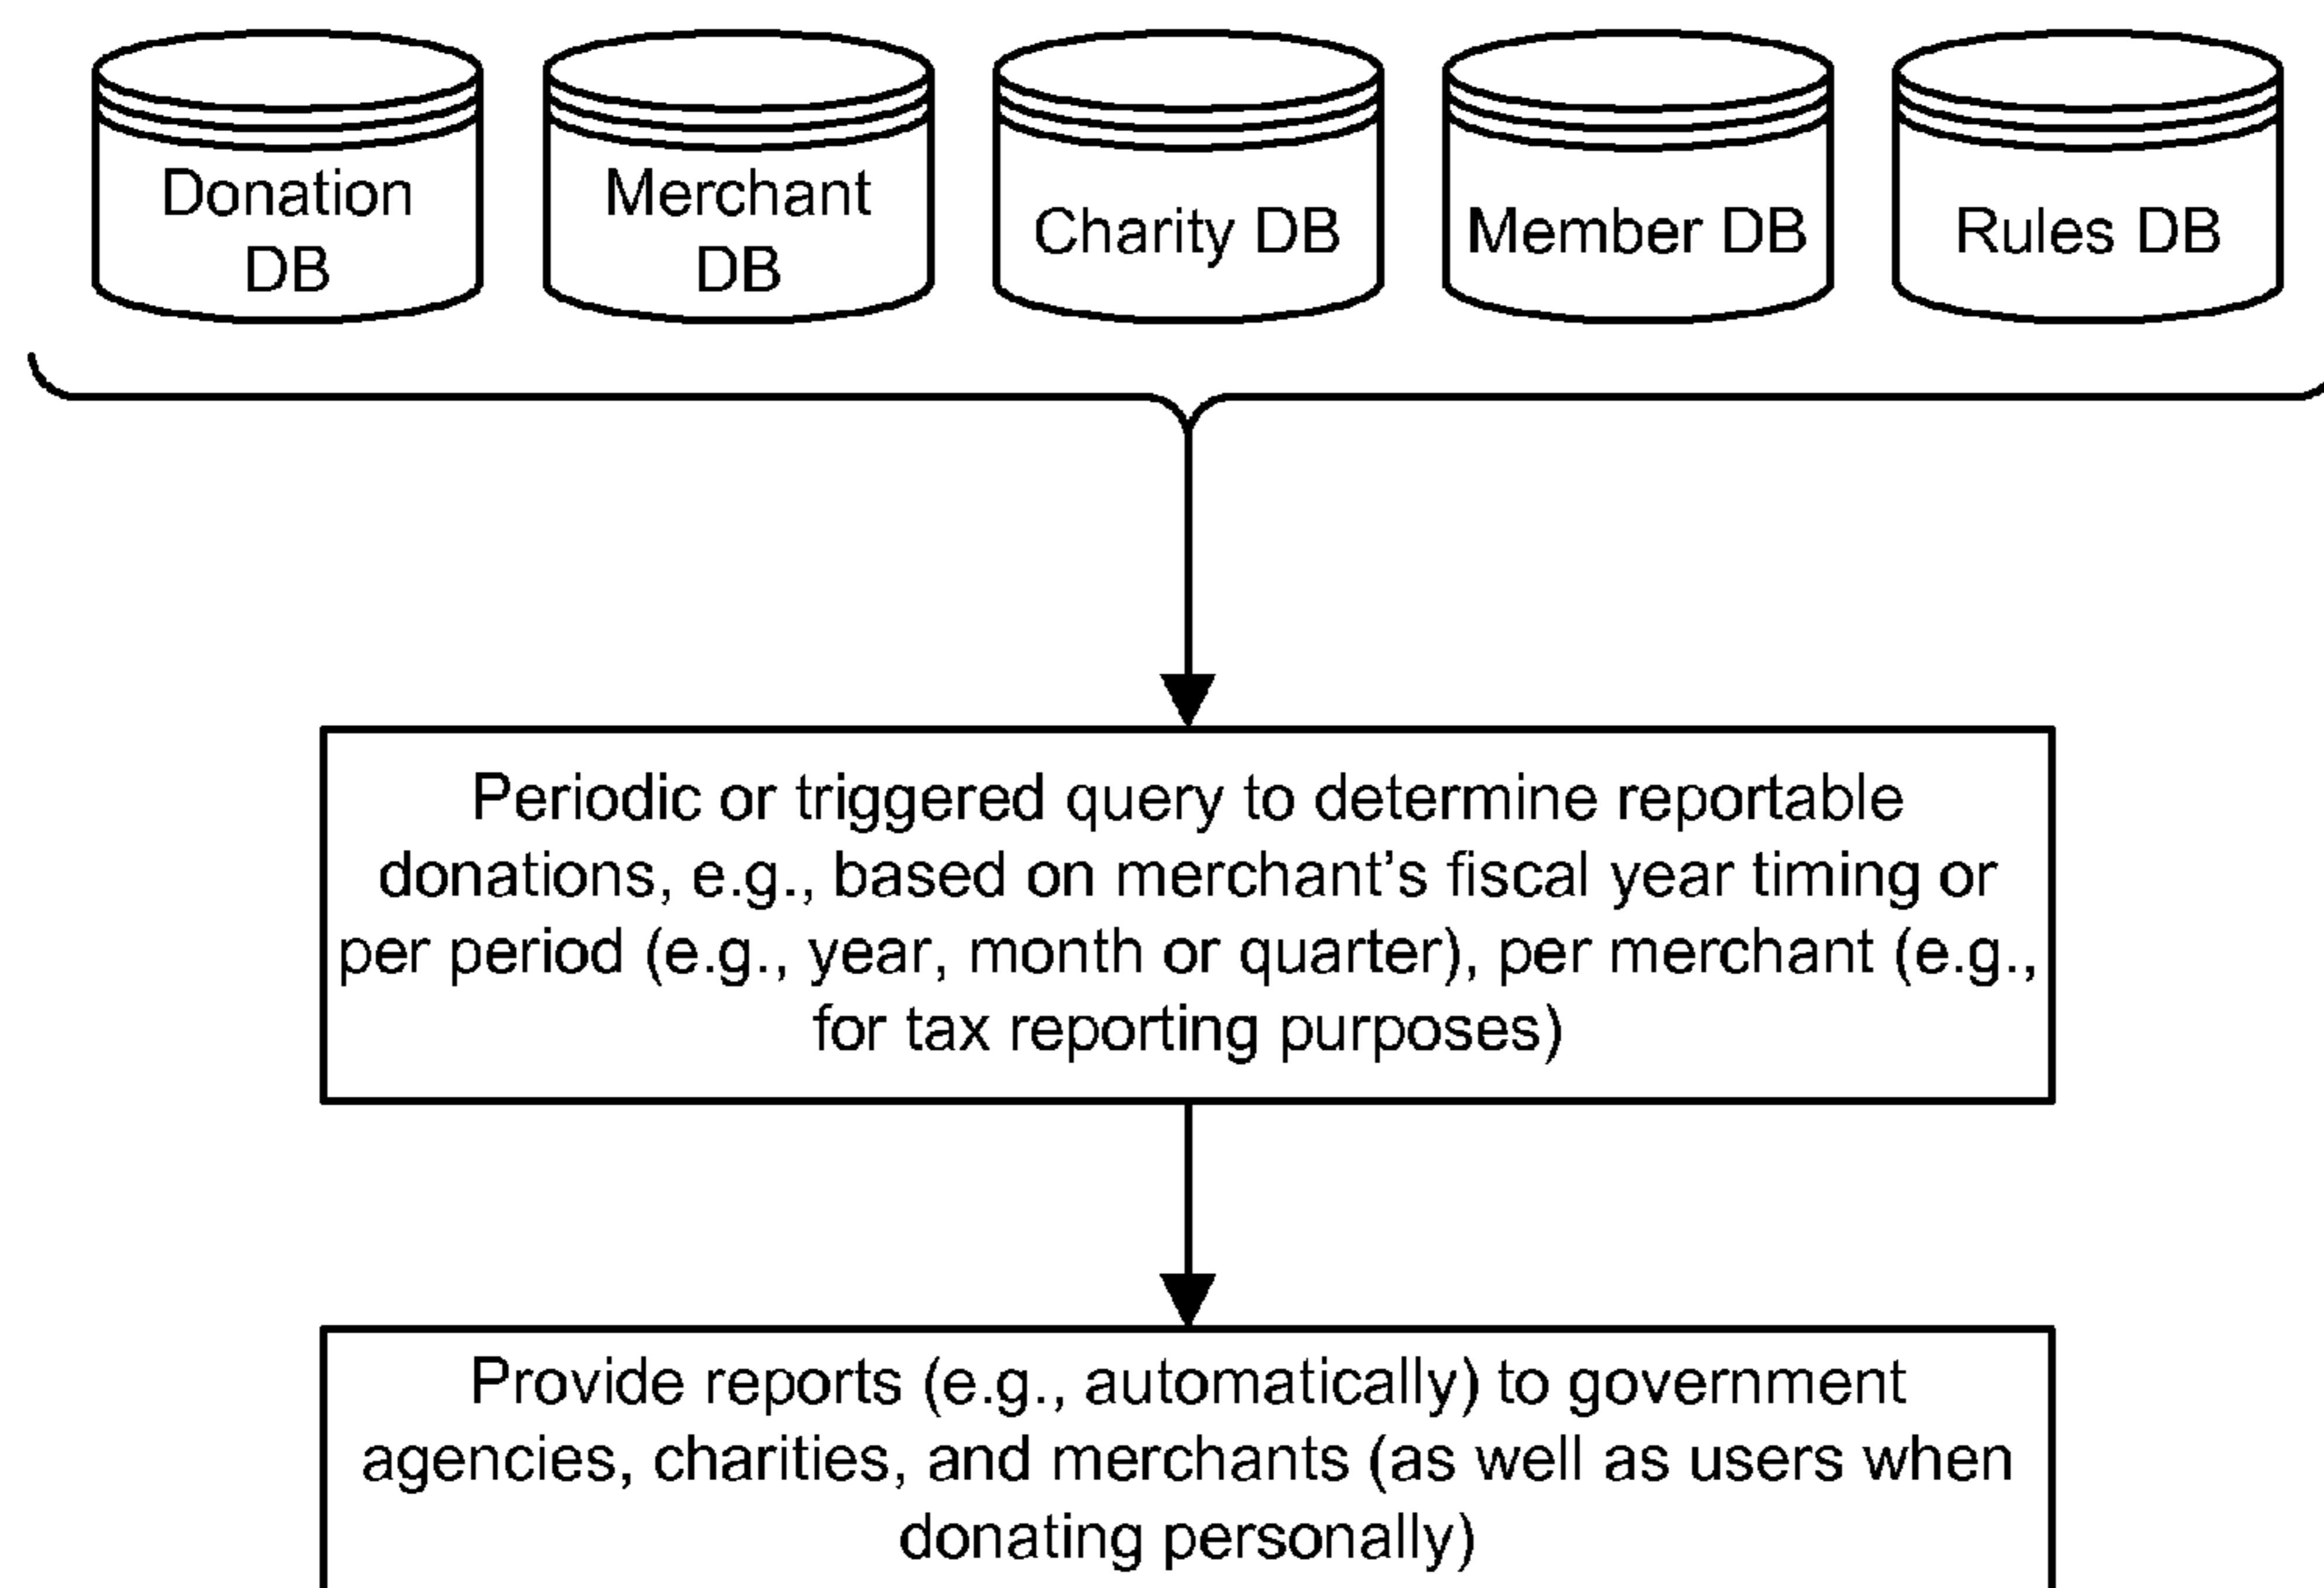 Donation
DB
Merchant
DB
Charity DB
Member DB
Rules DB
Periodic or triggered query to determine reportable
donations, e.g., based on merchant's fiscal year timing or
per period (e.g., year, month or quarter), per merchant (e.g.,
for tax reporting purposes)
Provide reports (e.g., automatically) to government
agencies, charities, and merchants (as well as users when
donating personally)